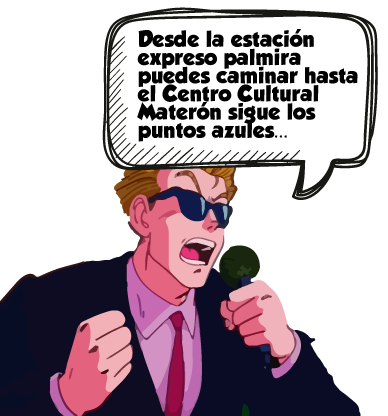 Desde la estación
expreso palmira
puedes caminar hasta
el Centro Cultural
Materón sigue los
puntos azules...